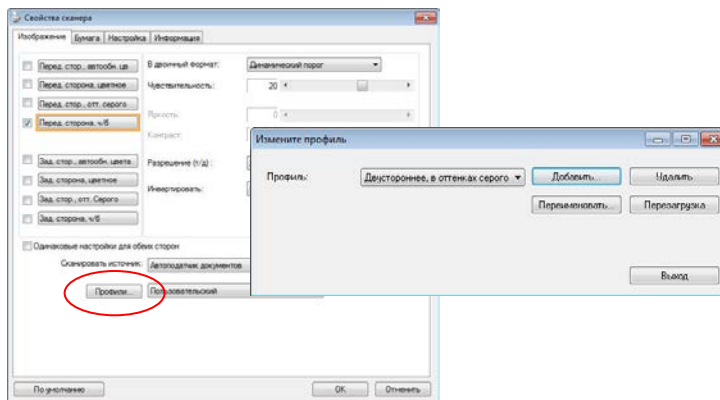 Свойства сканера
Изображение Бумага Настройка Информация
Перед. стор., автообн. цв
Перед. сторона, цветное
Перед. стор., отт. серого
Перед. сторона, ч/б
Зад. стор., автообн. цвета
Зад. сторона, цветное
Зад. стор., отт. Серого
Зад. сторона, ч/б
В двоичный формат: Динамический порог
Чувствительность: 20
Яркость: 0
Контраст:
Разрешение (т/д) :
Инвертировать:
Одинаковые настройки для обеих сторон
Сканировать источник: Автоподатчик документов
Профили... Пользовательский
По умолчанию OK Отменить
Измените профиль
Профиль: Двустороннее, в оттенках серого Добавить... Удалить
Переименовать... Перезагрузка
Выход